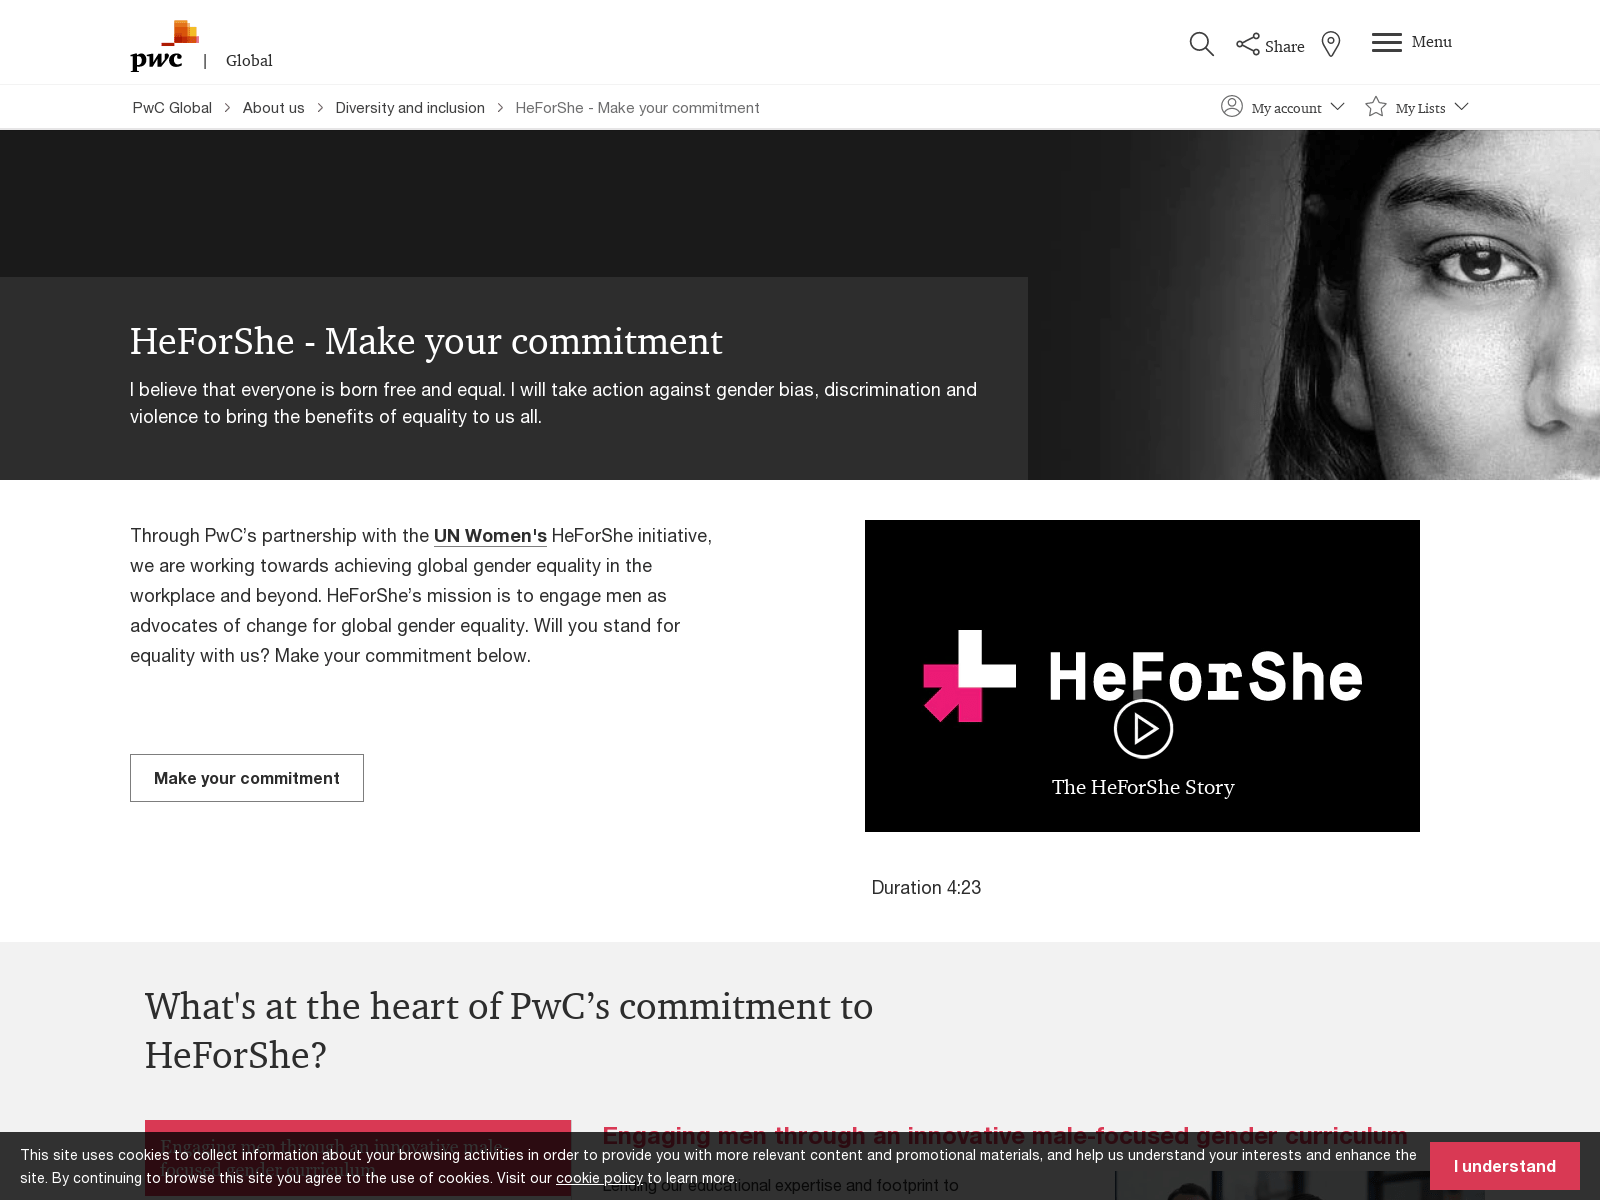 pwc | Global
Share
Menu
PwC Global > About us > Diversity and inclusion > HeForShe - Make your commitment
My account
My Lists
HeForShe - Make your commitment
I believe that everyone is born free and equal. I will take action against gender bias, discrimination and
violence to bring the benefits of equality to us all.
Through PwC’s partnership with the UN Women's HeForShe initiative,
we are working towards achieving global gender equality in the
workplace and beyond. HeForShe’s mission is to engage men as
advocates of change for global gender equality. Will you stand for
equality with us? Make your commitment below.
Make your commitment
HeForShe
The HeForShe Story
Duration 4:23
What's at the heart of PwC’s commitment to
HeForShe?
Engaging men through an innovative male-
focused gender curriculum
Engaging men through an innovative male-focused gender curriculum
Lending our educational expertise and footprint to
This site uses cookies to collect information about your browsing activities in order to provide you with more relevant content and promotional materials, and help us understand your interests and enhance the
site. By continuing to browse this site you agree to the use of cookies. Visit our cookie policy to learn more.
I understand